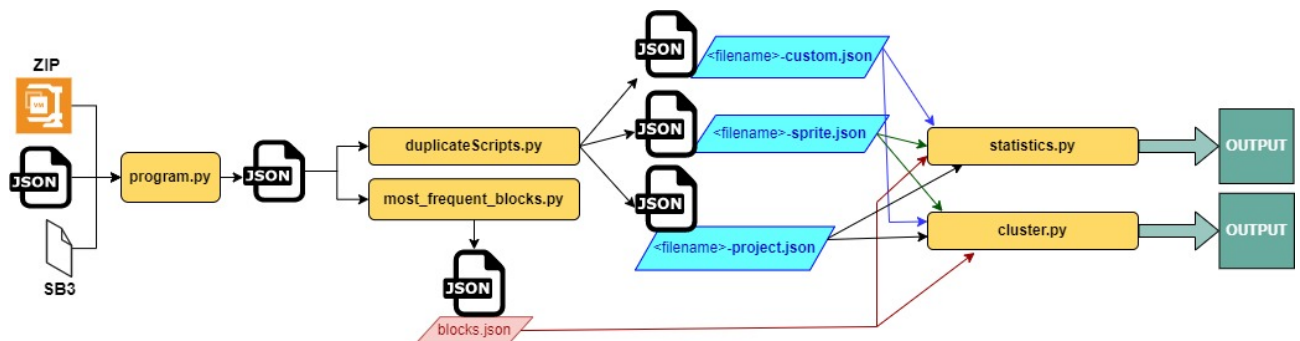 ZIP
VM
JSON
SB3
program.py
JSON
duplicateScripts.py
most_frequent_blocks.py
JSON
blocks.json
JSON
<filename>-custom.json
JSON
<filename>-sprite.json
JSON
<filename>-project.json
statistics.py
OUTPUT
cluster.py
OUTPUT